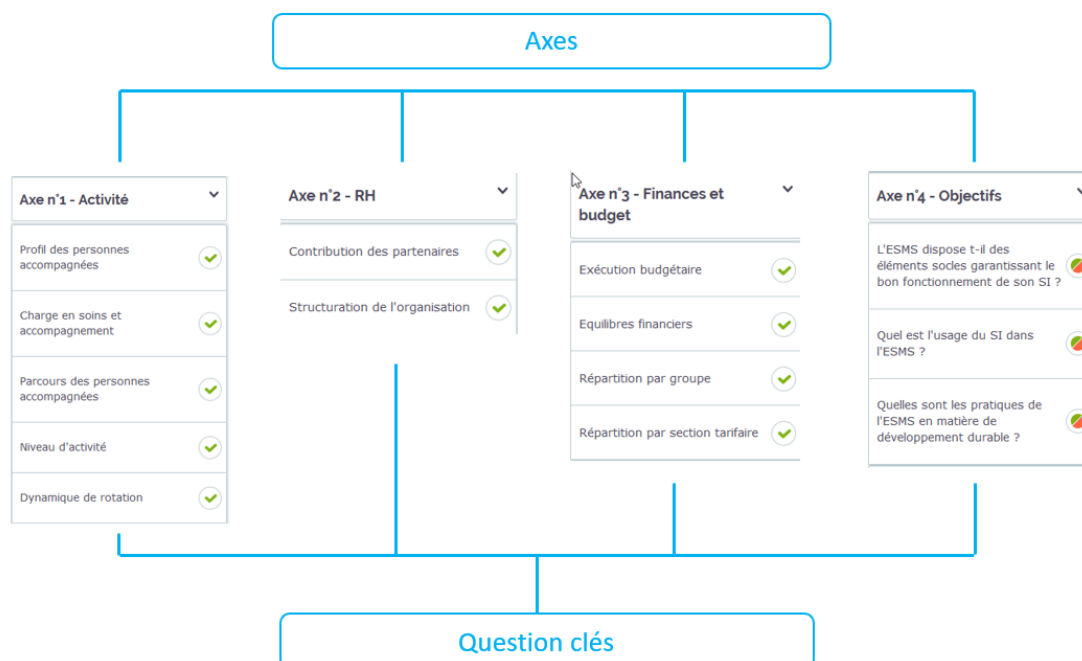 Axes
Axe n°1 - Activité
Profil des personnes
accompagnées
Charge en soins et
accompagnement
Parcours des personnes
accompagnées
Niveau d'activité
Dynamique de rotation
Axe n°2 - RH
Contribution des partenaires
Structuration de l'organisation
Axe n°3 - Finances et
budget
Exécution budgétaire
Equilibres financiers
Répartition par groupe
Répartition par section tarifaire
Axe n°4 - Objectifs
L'ESMS dispose t-il des
éléments socles garantissant le
bon fonctionnement de son SI ?
Quel est l'usage du SI dans
l'ESMS ?
Quelles sont les pratiques de
l'ESMS en matière de
développement durable ?
Question clés